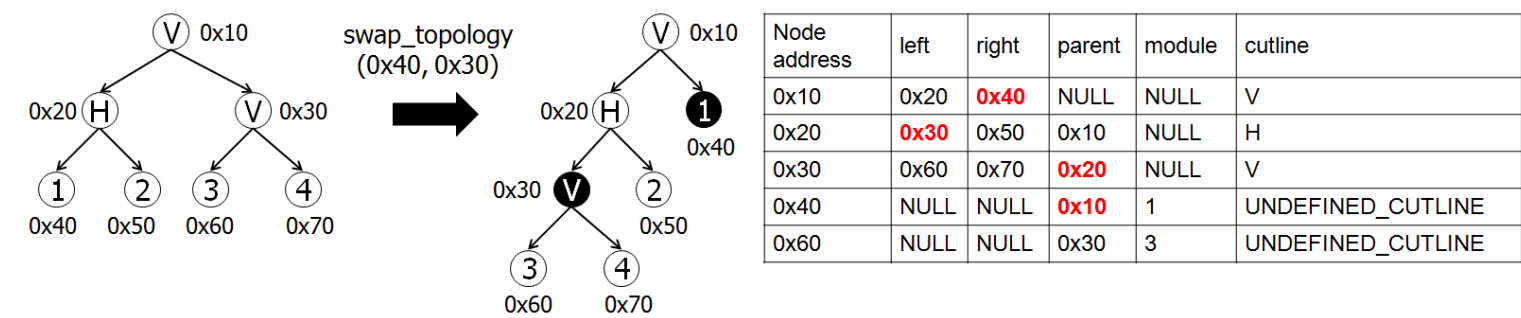 V 0x10
0x20 H V 0x30
1 2 3 4
0x40 0x50 0x60 0x70
swap_topology
(0x40, 0x30)
V 0x10
0x20 H 1
0x40
0x30 V 2
0x50
3 4
0x60 0x70
Node address left right parent module cutline
0x10 0x20 0x40 NULL NULL V
0x20 0x30 0x50 0x10 NULL H
0x30 0x60 0x70 0x20 NULL V
0x40 NULL NULL 0x10 1 UNDEFINED_CUTLINE
0x60 NULL NULL 0x30 3 UNDEFINED_CUTLINE